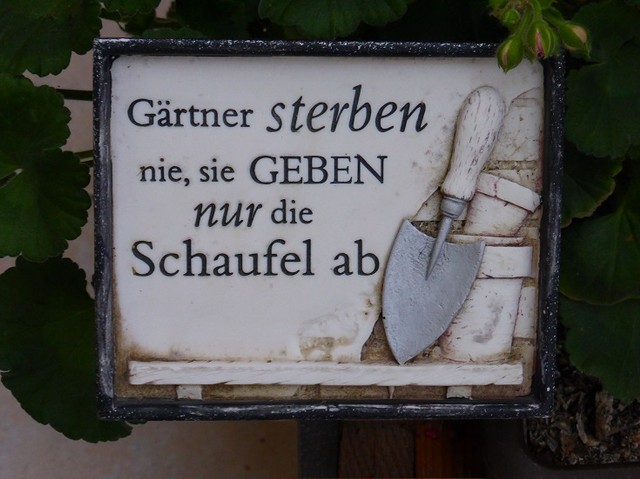 Gärtner sterben
nie, sie GEBEN
nur die
Schaufel ab